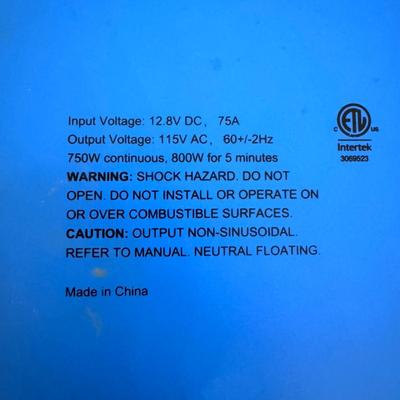 Input Voltage: 12.8V DC, 75A
Output Voltage: 115V AC, 60+/-2Hz
750W continuous, 800W for 5 minutes
WARNING: SHOCK HAZARD. DO NOT
OPEN. DO NOT INSTALL OR OPERATE ON
OR OVER COMBUSTIBLE SURFACES.
CAUTION: OUTPUT NON-SINUSOIDAL.
REFER TO MANUAL. NEUTRAL FLOATING.
Made in China
C ETL US
Intertek
3069523